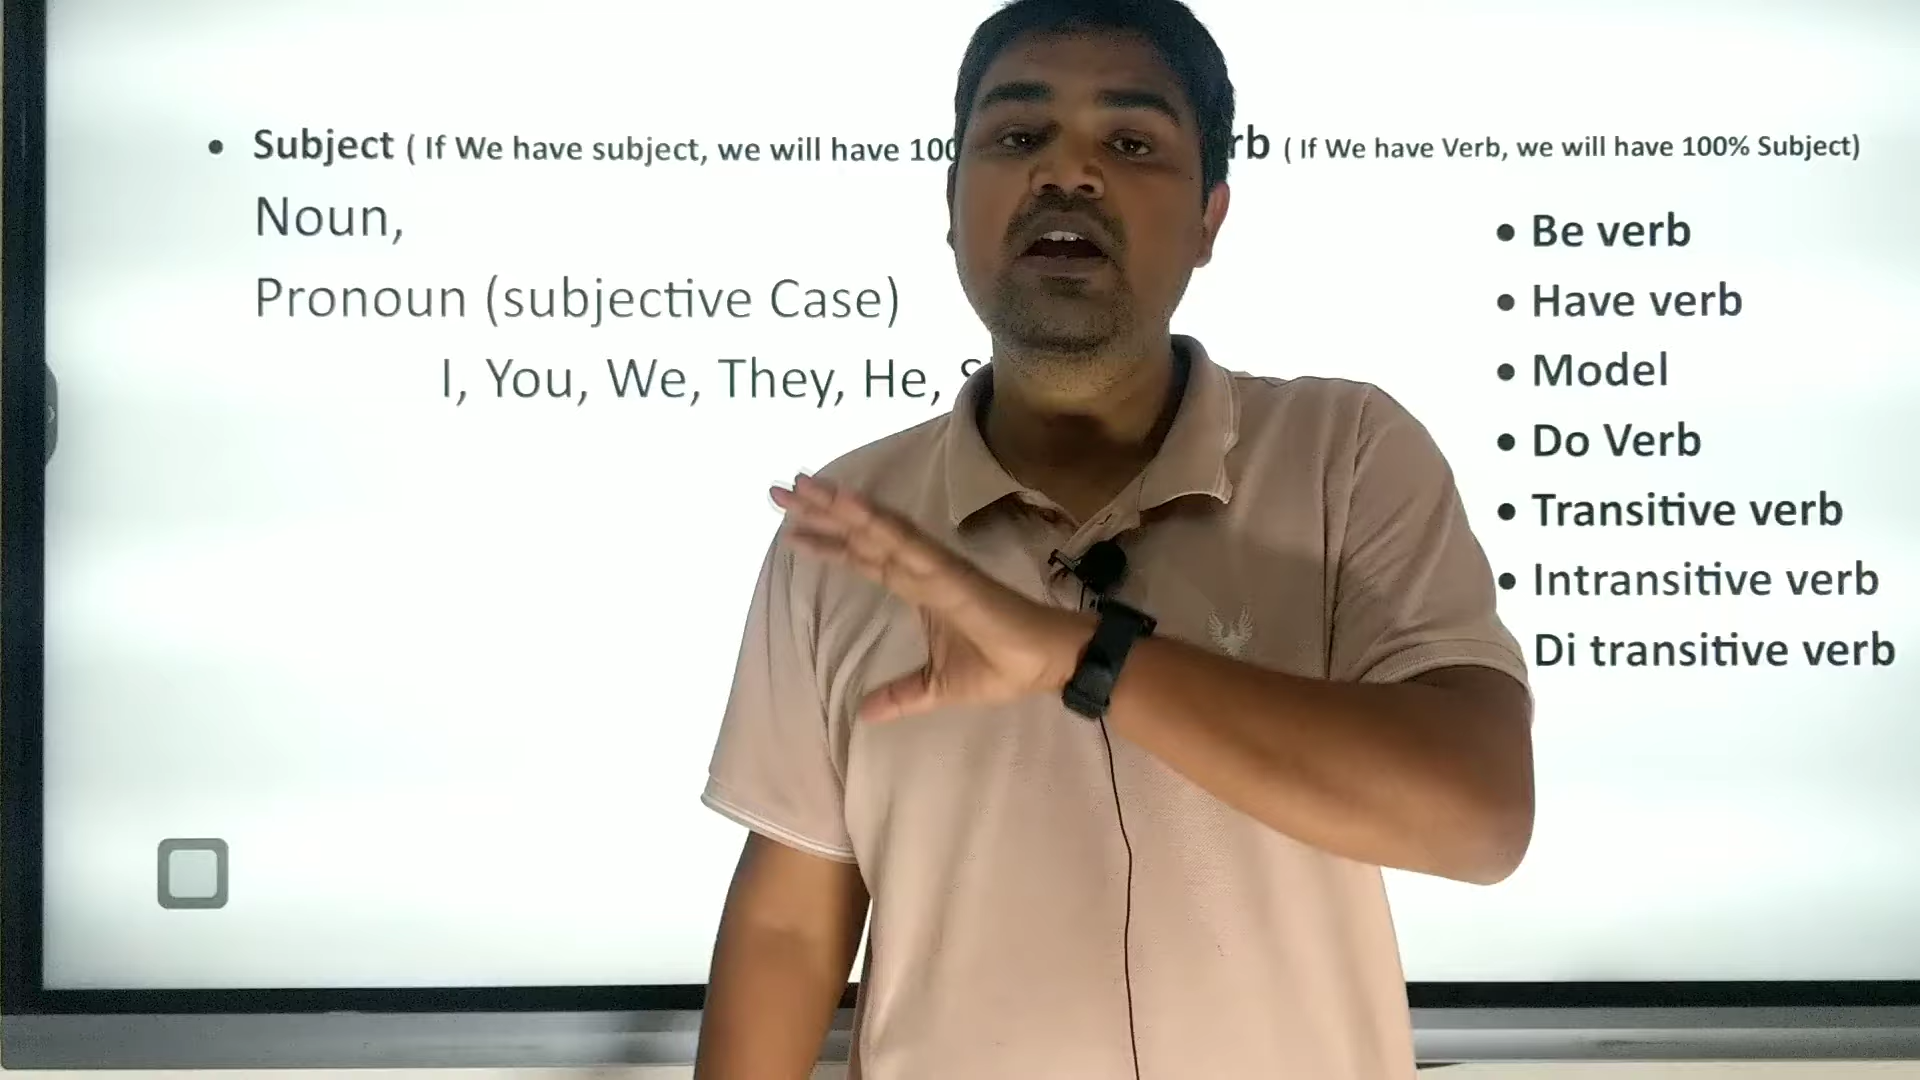 • Subject ( If We have subject, we will have
Noun,
Pronoun (subjective Case)
I, You, We, They, He,
( If We have Verb, we will have 100% Subject)
• Be verb
• Have verb
• Model
• Do Verb
• Transitive verb
• Intransitive verb
Di transitive verb